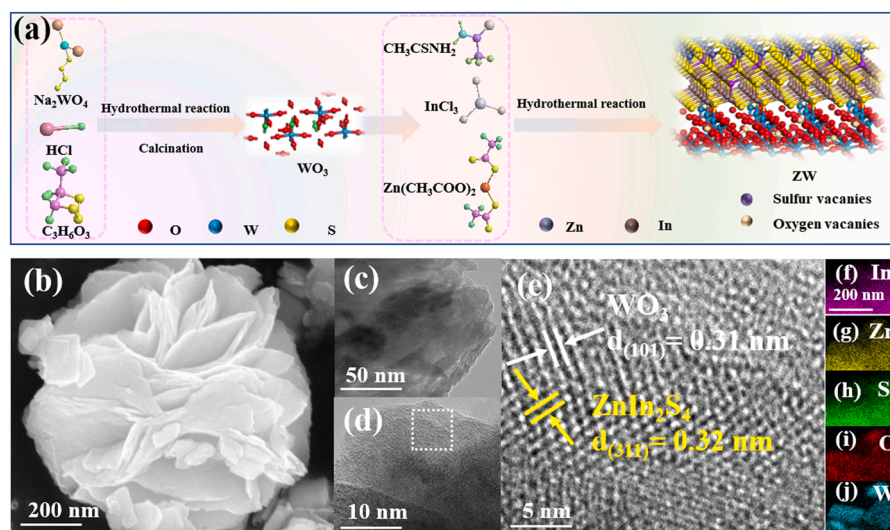 (a)
Na₂WO₄
HCl
C₃H₆O₃
Hydrothermal reaction
Calcination
WO₃
CH₃CSNH₂
InCl₃
Zn(CH₃COO)₂
Hydrothermal reaction
ZW
Sulfur vacanies
Oxygen vacanies
O W S Zn In
(b)
200 nm
(c)
50 nm
(d)
10 nm
(e)
WO₃
d₍₁₀₁₎= 0.31 nm
ZnIn₂S₄
d₍₃₁₁₎= 0.32 nm
5 nm
(f) In
200 nm
(g) Zn
(h) S
(i)
(j) W